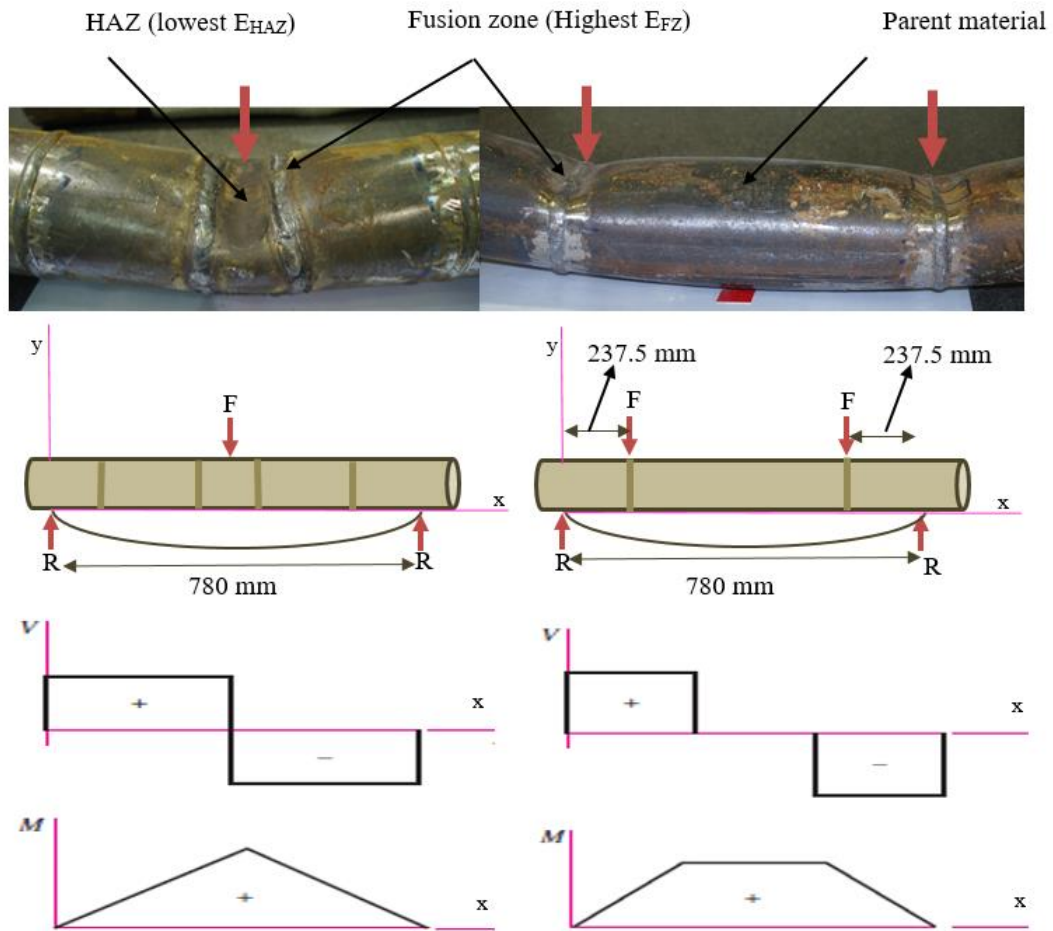 HAZ (lowest E_HAZ)
Fusion zone (Highest E_FZ)
Parent material
y
F
x
R
R
780 mm
y
237.5 mm
237.5 mm
F
F
x
R
R
780 mm
V
+
x
−
V
+
x
−
M
+
x
M
+
x